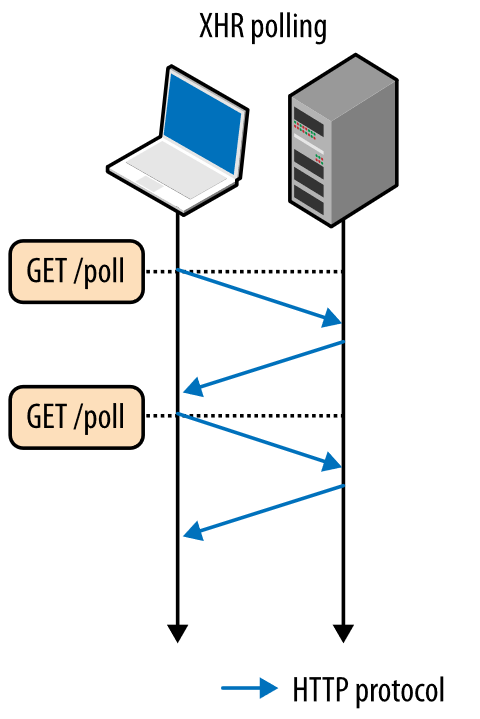 XHR polling
GET /poll
GET /poll
HTTP protocol